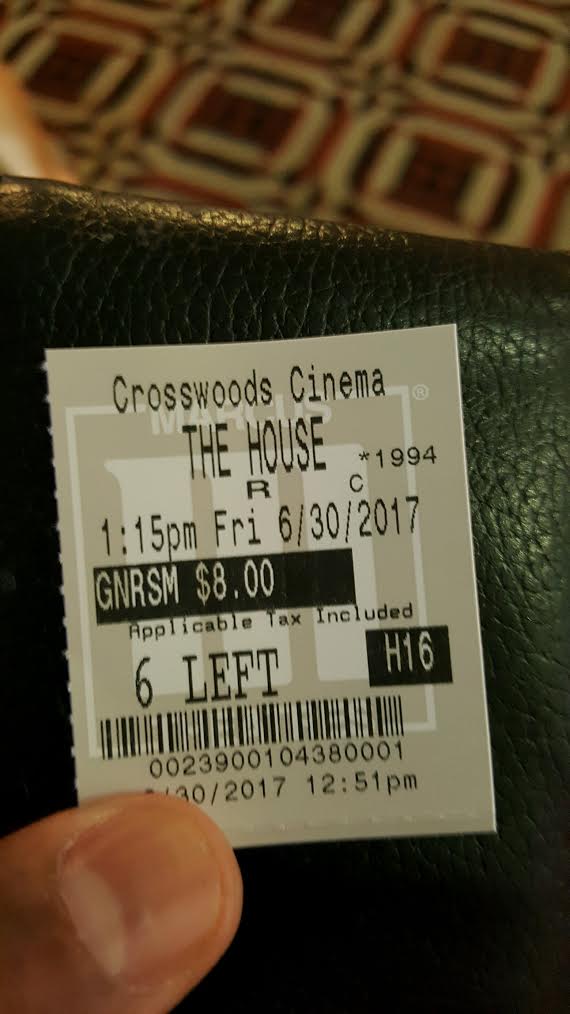 Crosswoods Cinema
MARCUS ®
THE HOUSE *1994
R C
1:15pm Fri 6/30/2017
GNRSM $8.00
Applicable Tax Included
6 LEFT H16
0023900104380001
/30/2017 12:51pm